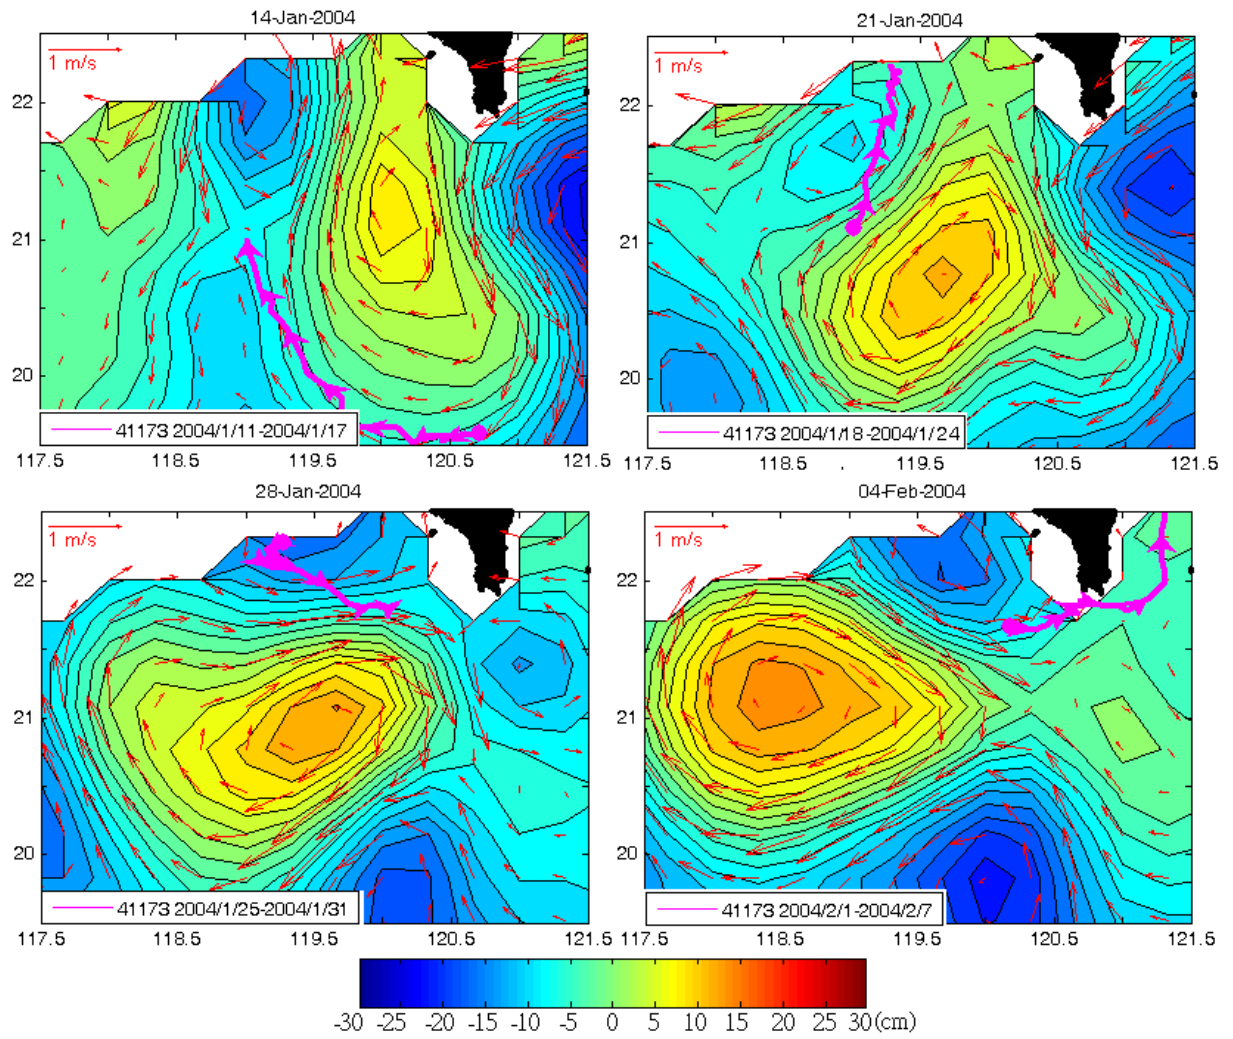 14-Jan-2004
21-Jan-2004
1 m/s
1 m/s
22
22
21
21
20
20
41173 2004/1/11-2004/1/17
41173 2004/1/18-2004/1/24
117.5 118.5 119.5 120.5 121.5
117.5 118.5 119.5 120.5 121.5
28-Jan-2004
04-Feb-2004
1 m/s
1 m/s
22
22
21
21
20
20
41173 2004/1/25-2004/1/31
41173 2004/2/1-2004/2/7
117.5 118.5 119.5 120.5 121.5
117.5 118.5 119.5 120.5 121.5
-30 -25 -20 -15 -10 -5 0 5 10 15 20 25 30(cm)